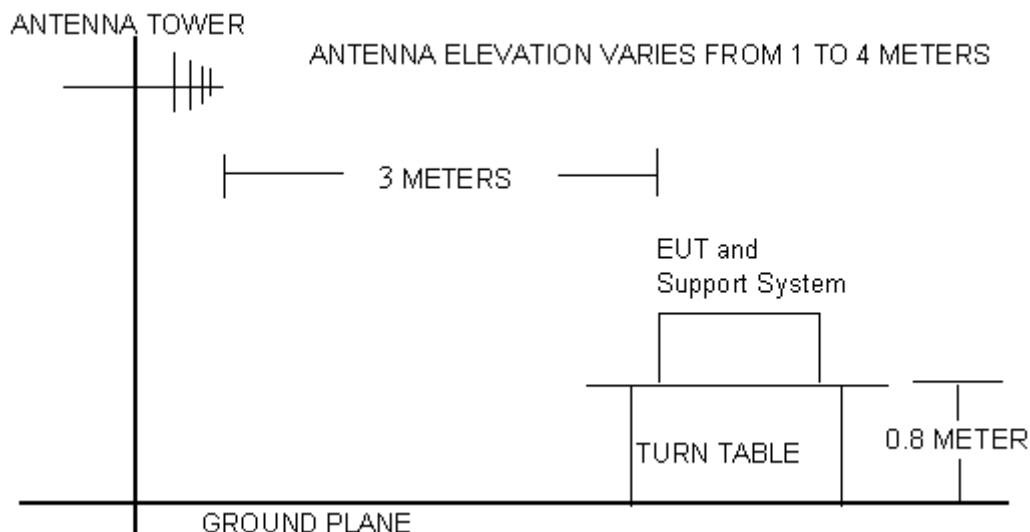 ANTENNA TOWER
ANTENNA ELEVATION VARIES FROM 1 TO 4 METERS
3 METERS
EUT and
Support System
TURN TABLE
0.8 METER
GROUND PLANE